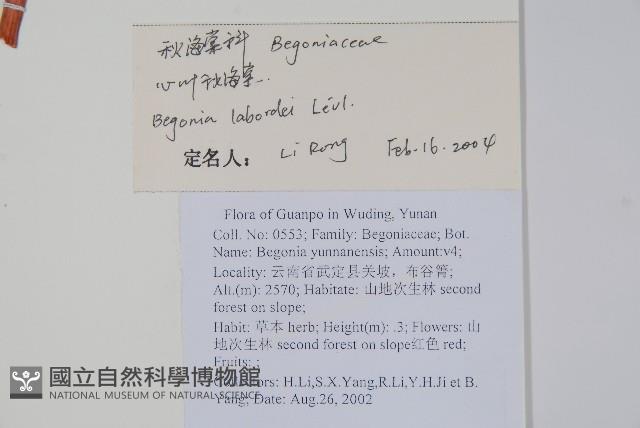 秋海棠科 Begoniaceae
心叶秋海棠
Begonia labordei Lévl.
定名人： Li Rong Feb.16.2004
Flora of Guanpo in Wuding, Yunan
Coll. No: 0553; Family: Begoniaceae; Bot.
Name: Begonia yunnanensis; Amount:v4;
Locality: 云南省武定县关坡，布谷箐;
Alt.(m): 2570; Habitate: 山地次生林 second
forest on slope;
Habit: 草本 herb; Height(m): .3; Flowers: 山
地次生林 second forest on slope红色 red;
Fruits: ;
H.Li,S.X.Yang,R.Li,Y.H.Ji et B.
Yang; Date: Aug.26, 2002
國立自然科學博物館
NATIONAL MUSEUM OF NATURAL SCIENCE